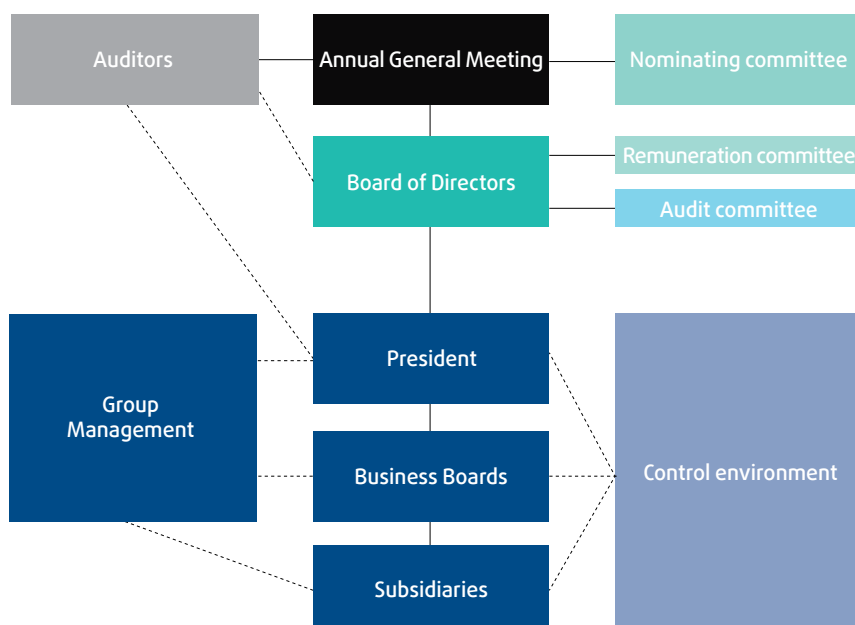 Auditors
Annual General Meeting
Nominating committee
Remuneration committee
Board of Directors
Audit committee
President
Group
Management
Business Boards
Control environment
Subsidiaries